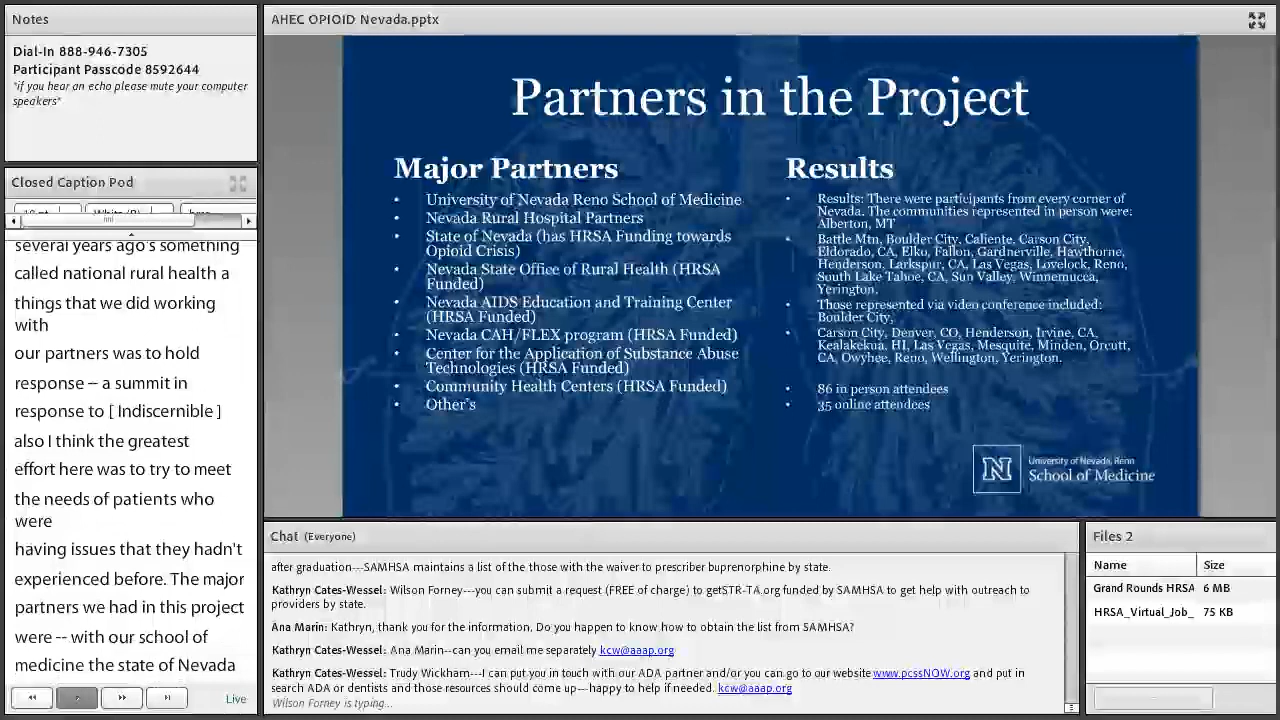 Notes
Dial-In 888-946-7305
Participant Passcode 8592644
*if you hear an echo please mute your computer
speakers*
Closed Caption Pod
several years ago's something
called national rural health a
things that we did working
with
our partners was to hold
response – a summit in
response to [ Indiscernible ]
also I think the greatest
effort here was to try to meet
the needs of patients who
were
having issues that they hadn't
experienced before. The major
partners we had in this project
were -- with our school of
medicine the state of Nevada
Live
AHEC OPIOID Nevada.pptx
Partners in the Project
Major Partners
• University of Nevada Reno School of Medicine
• Nevada Rural Hospital Partners
• State of Nevada (has HRSA Funding towards
Opioid Crisis)
• Nevada State Office of Rural Health (HRSA
Funded)
• Nevada AIDS Education and Training Center
(HRSA Funded)
• Nevada CAH/FLEX program (HRSA Funded)
• Center for the Application of Substance Abuse
Technologies (HRSA Funded)
• Community Health Centers (HRSA Funded)
• Other's
Results
• Results: There were participants from every corner of
Nevada. The communities represented in person were:
Alberton, MT
• Battle Mtn, Boulder City, Caliente, Carson City,
Eldorado, CA, Elko, Fallon, Gardnerville, Hawthorne,
Henderson, Larkspur, CA, Las Vegas, Lovelock, Reno,
South Lake Tahoe, CA, Sun Valley, Winnemucca,
Yerington.
• Those represented via video conference included:
Boulder City,
• Carson City, Denver, CO, Henderson, Irvine, CA,
Kealakekua, HI, Las Vegas, Mesquite, Minden, Orcutt,
CA, Owyhee, Reno, Wellington, Yerington.
• 86 in person attendees
• 35 online attendees
N
University of Nevada, Reno
School of Medicine
Chat (Everyone)
after graduation---SAMHSA maintains a list of the those with the waiver to prescriber buprenorphine by state.
Kathryn Cates-Wessel: Wilson Forney---you can submit a request (FREE of charge) to getSTR-TA.org funded by SAMHSA to get help with outreach to
providers by state.
Ana Marin: Kathryn, thank you for the information. Do you happen to know how to obtain the list from SAMHSA?
Kathryn Cates-Wessel: Ana Marin--can you email me separately kcw@aaap.org
Kathryn Cates-Wessel: Trudy Wickham---I can put you in touch with our ADA partner and/or you can go to our website www.pcssNOW.org and put in
search ADA or dentists and those resources should come up---happy to help if needed. kcw@aaap.org
Wilson Forney is typing...
Files 2
Name Size
Grand Rounds HRSA 6 MB
HRSA_Virtual_Job_ 75 KB